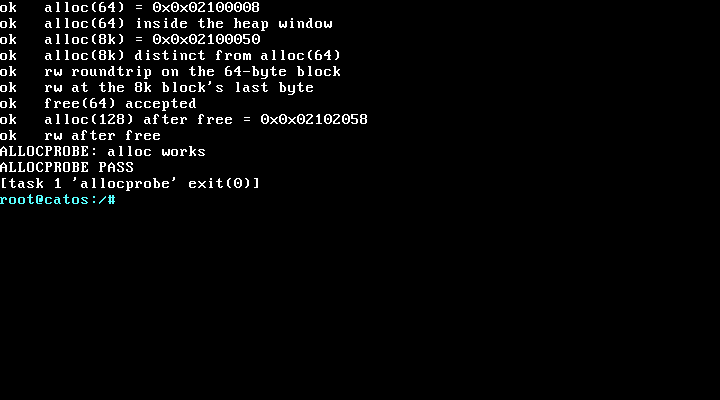 ok   alloc(64) = 0x0x02100008
ok   alloc(64) inside the heap window
ok   alloc(8k) = 0x0x02100050
ok   alloc(8k) distinct from alloc(64)
ok   rw roundtrip on the 64-byte block
ok   rw at the 8k block's last byte
ok   free(64) accepted
ok   alloc(128) after free = 0x0x02102058
ok   rw after free
ALLOCPROBE: alloc works
ALLOCPROBE PASS
[task 1 'allocprobe' exit(0)]
root@catos:/#